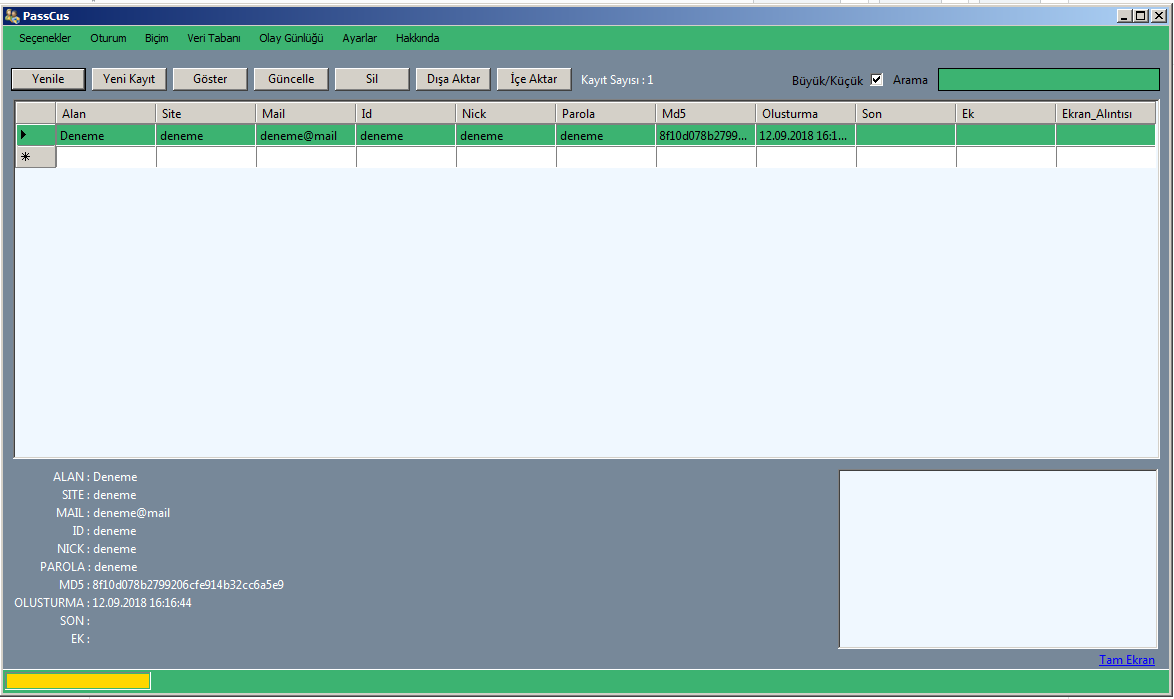 PassCus
Seçenekler Oturum Biçim Veri Tabanı Olay Günlüğü Ayarlar Hakkında
Yenile Yeni Kayıt Göster Güncelle Sil Dışa Aktar İçe Aktar Kayıt Sayısı : 1 Büyük/Küçük Arama
Alan Site Mail Id Nick Parola Md5 Olusturma Son Ek Ekran_Alıntısı
Deneme deneme deneme@mail deneme deneme deneme 8f10d078b2799... 12.09.2018 16:1...
ALAN : Deneme
SITE : deneme
MAIL : deneme@mail
ID : deneme
NICK : deneme
PAROLA : deneme
MD5 : 8f10d078b2799206cfe914b32cc6a5e9
OLUSTURMA : 12.09.2018 16:16:44
SON :
EK :
Tam Ekran